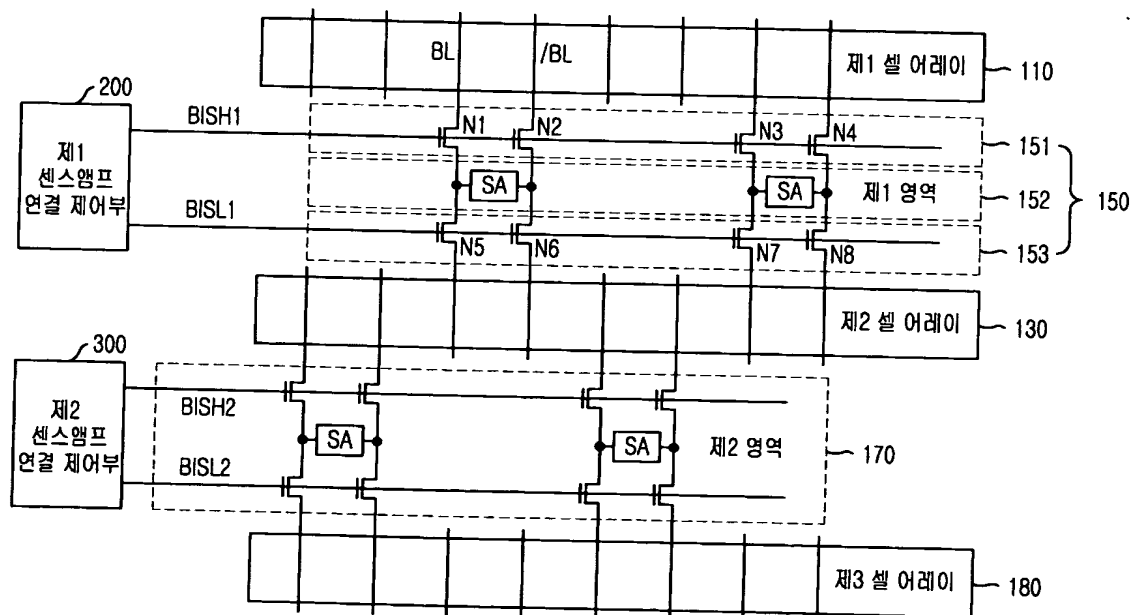 BL
/BL
제1 셀 어레이
110
200
제1
센스앰프
연결 제어부
BISH1
N1
N2
N3
N4
151
SA
SA
제1 영역
152
150
BISL1
N5
N6
N7
N8
153
제2 셀 어레이
130
300
제2
센스앰프
연결 제어부
BISH2
SA
SA
제2 영역
170
BISL2
제3 셀 어레이
180